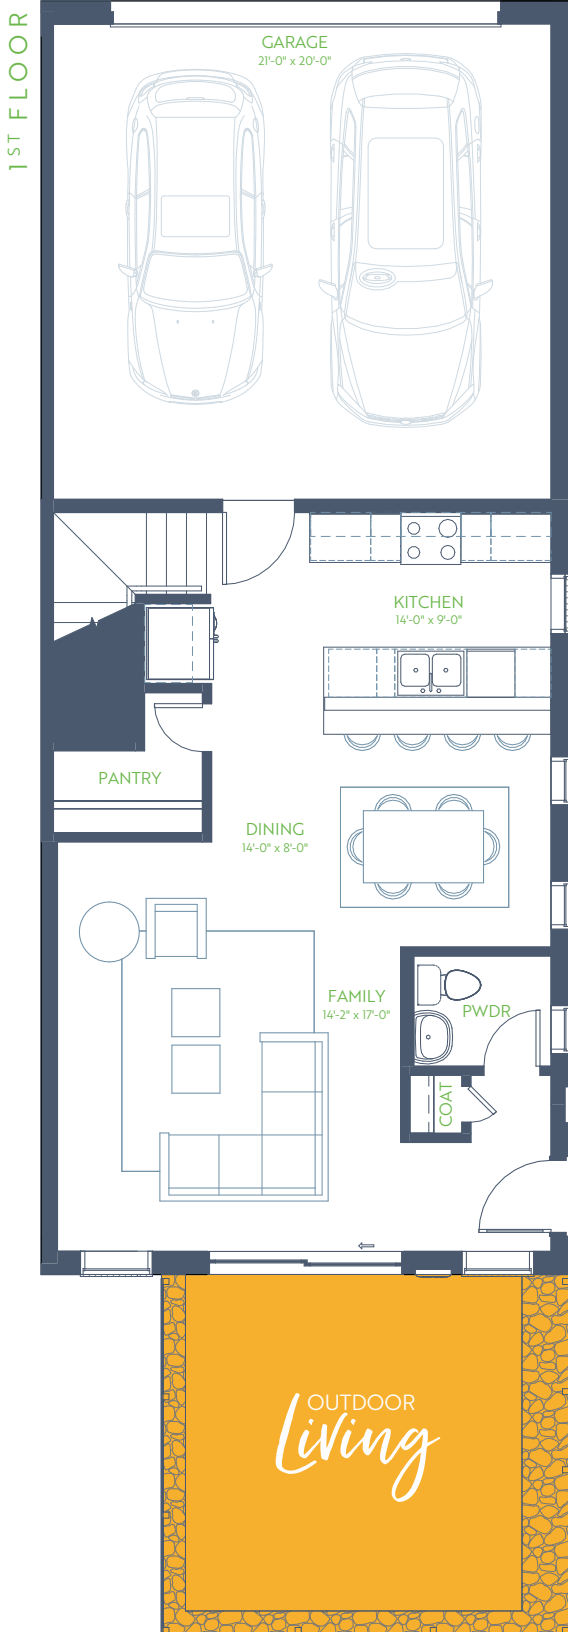 1ST FLOOR
GARAGE
21'-0" x 20'-0"
KITCHEN
14'-0" x 9'-0"
PANTRY
DINING
14'-0" x 8'-0"
FAMILY
14'-2" x 17'-0"
PWDR
COAT
OUTDOOR
Living